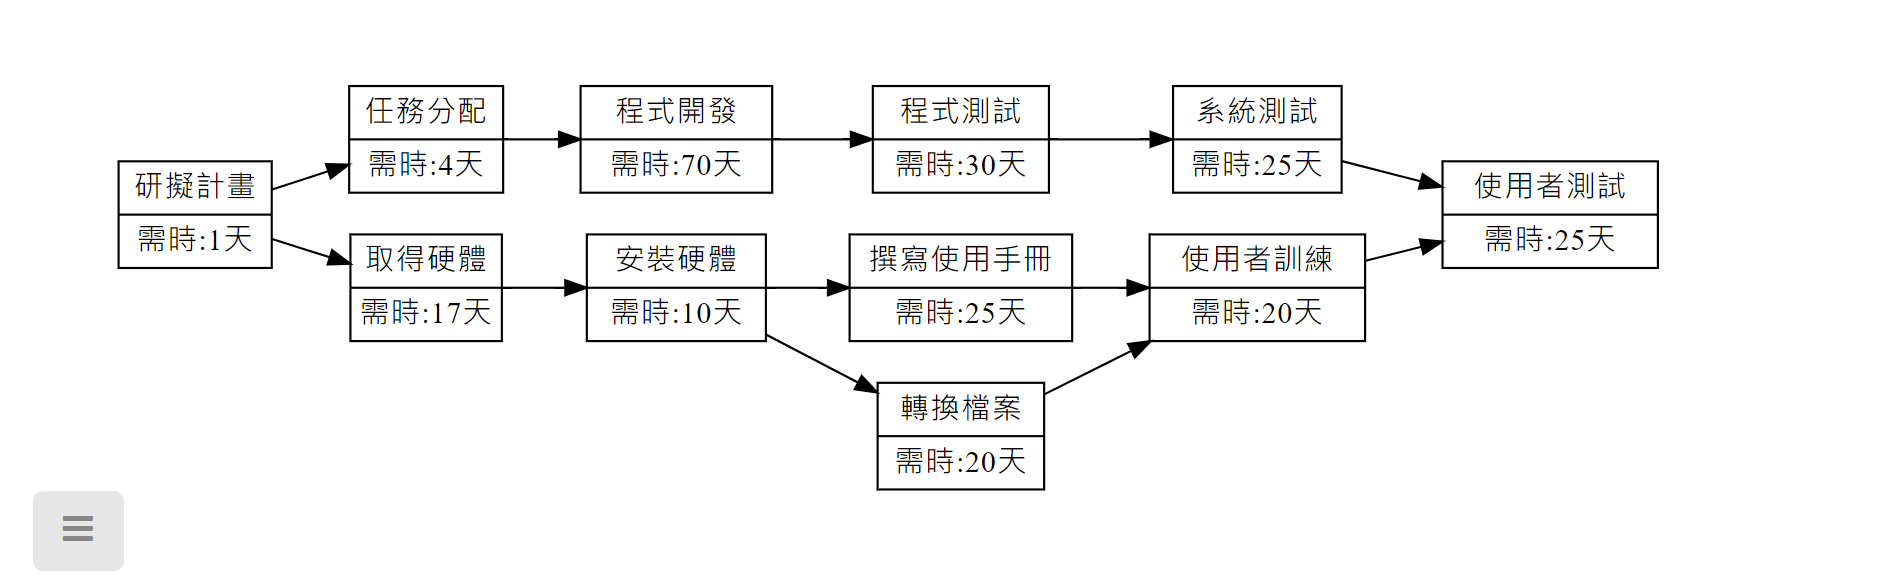 研擬計畫
需時:1天
任務分配
需時:4天
程式開發
需時:70天
程式測試
需時:30天
系統測試
需時:25天
取得硬體
需時:17天
安裝硬體
需時:10天
撰寫使用手冊
需時:25天
使用者訓練
需時:20天
轉換檔案
需時:20天
使用者測試
需時:25天